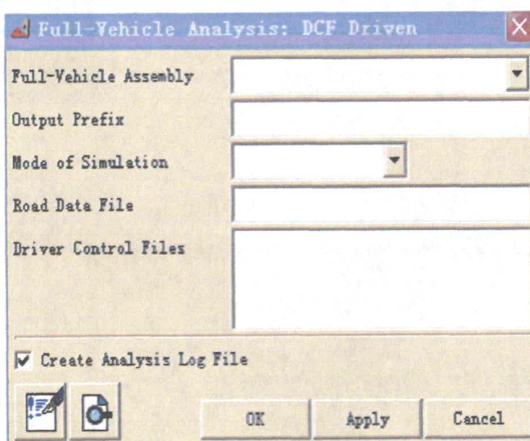 Full-Vehicle Analysis: DCF Driven
Full-Vehicle Assembly
Output Prefix
Mode of Simulation
Road Data File
Driver Control Files
Create Analysis Log File
OK Apply Cancel